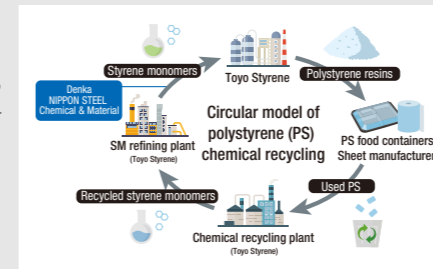 Styrene monomers
Toyo Styrene
Polystyrene resins
Denka
NIPPON STEEL
Chemical & Material
SM refining plant
(Toyo Styrene)
Circular model of
polystyrene (PS)
chemical recycling
PS food containers
Sheet manufacturer
Used PS
Recycled styrene monomers
Chemical recycling plant
(Toyo Styrene)